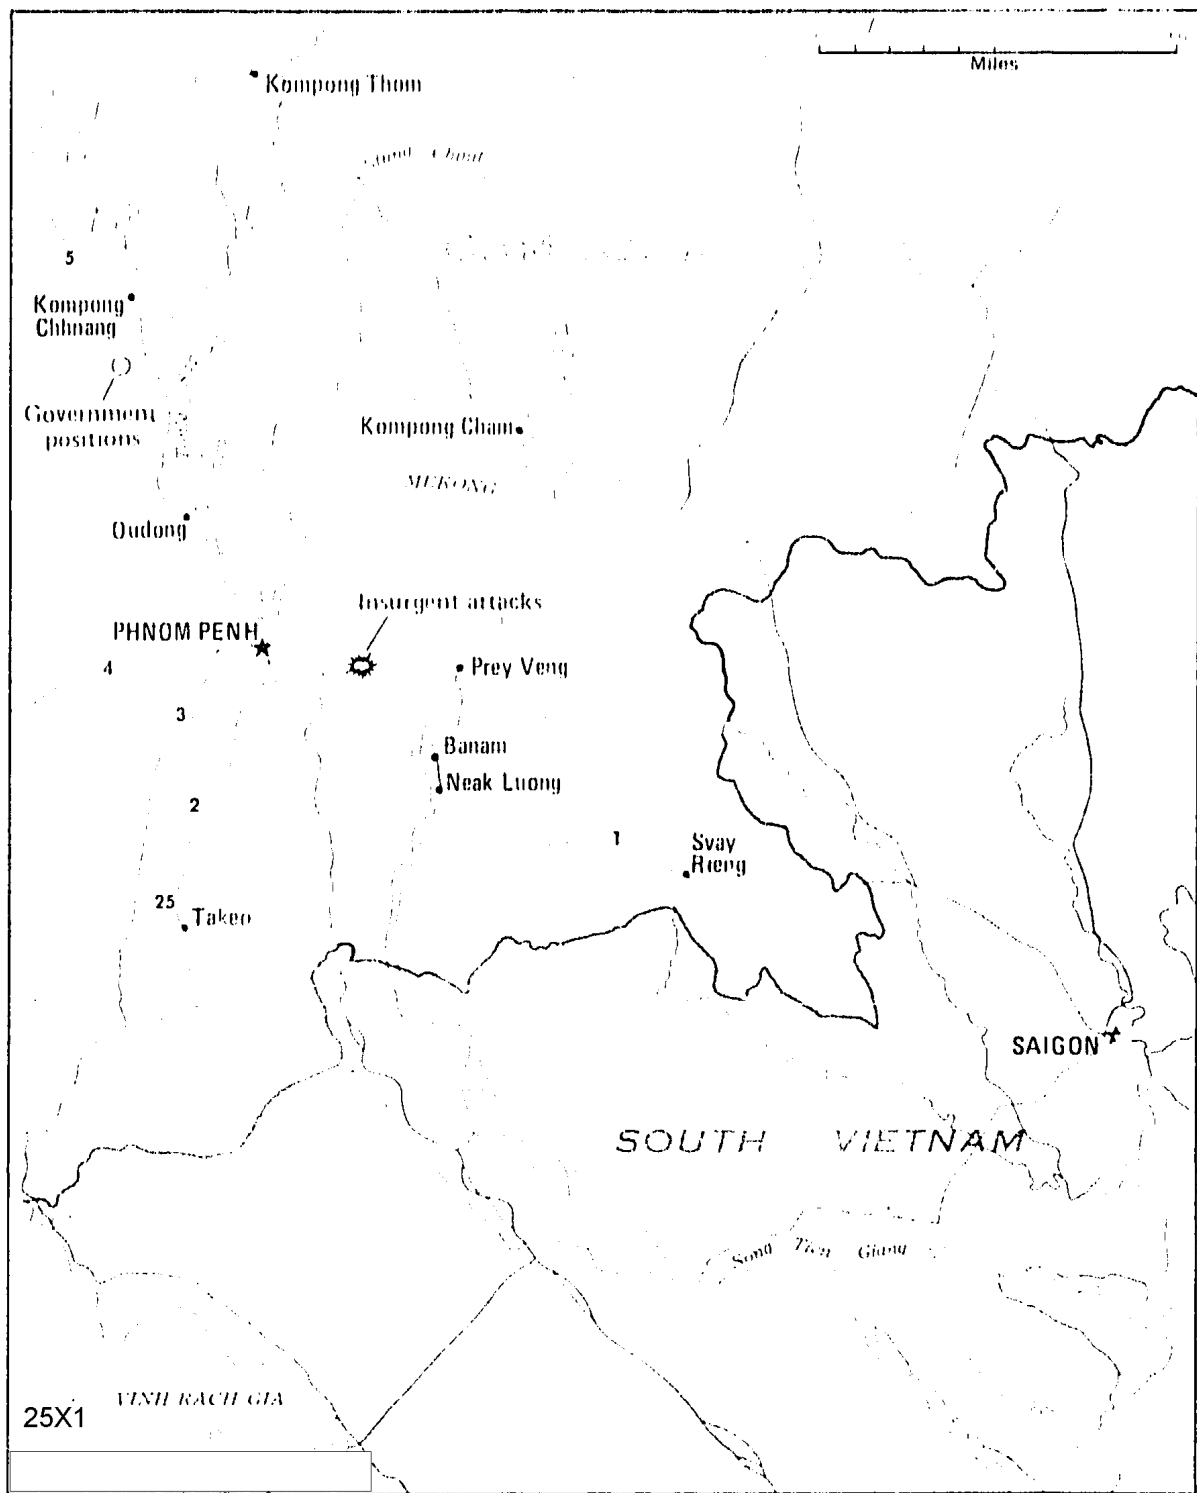 Miles
Kompong Thom
5
Kompong
Chhnang
Government
positions
Kompong Cham
MEKONG
Oudong
Insurgent attacks
PHNOM PENH
4
Prey Veng
3
Banam
Neak Luong
2
1
Svay
Rieng
25
Takeo
SAIGON
SOUTH VIETNAM
Song Tien Giang
VINH RACH GIA
25X1